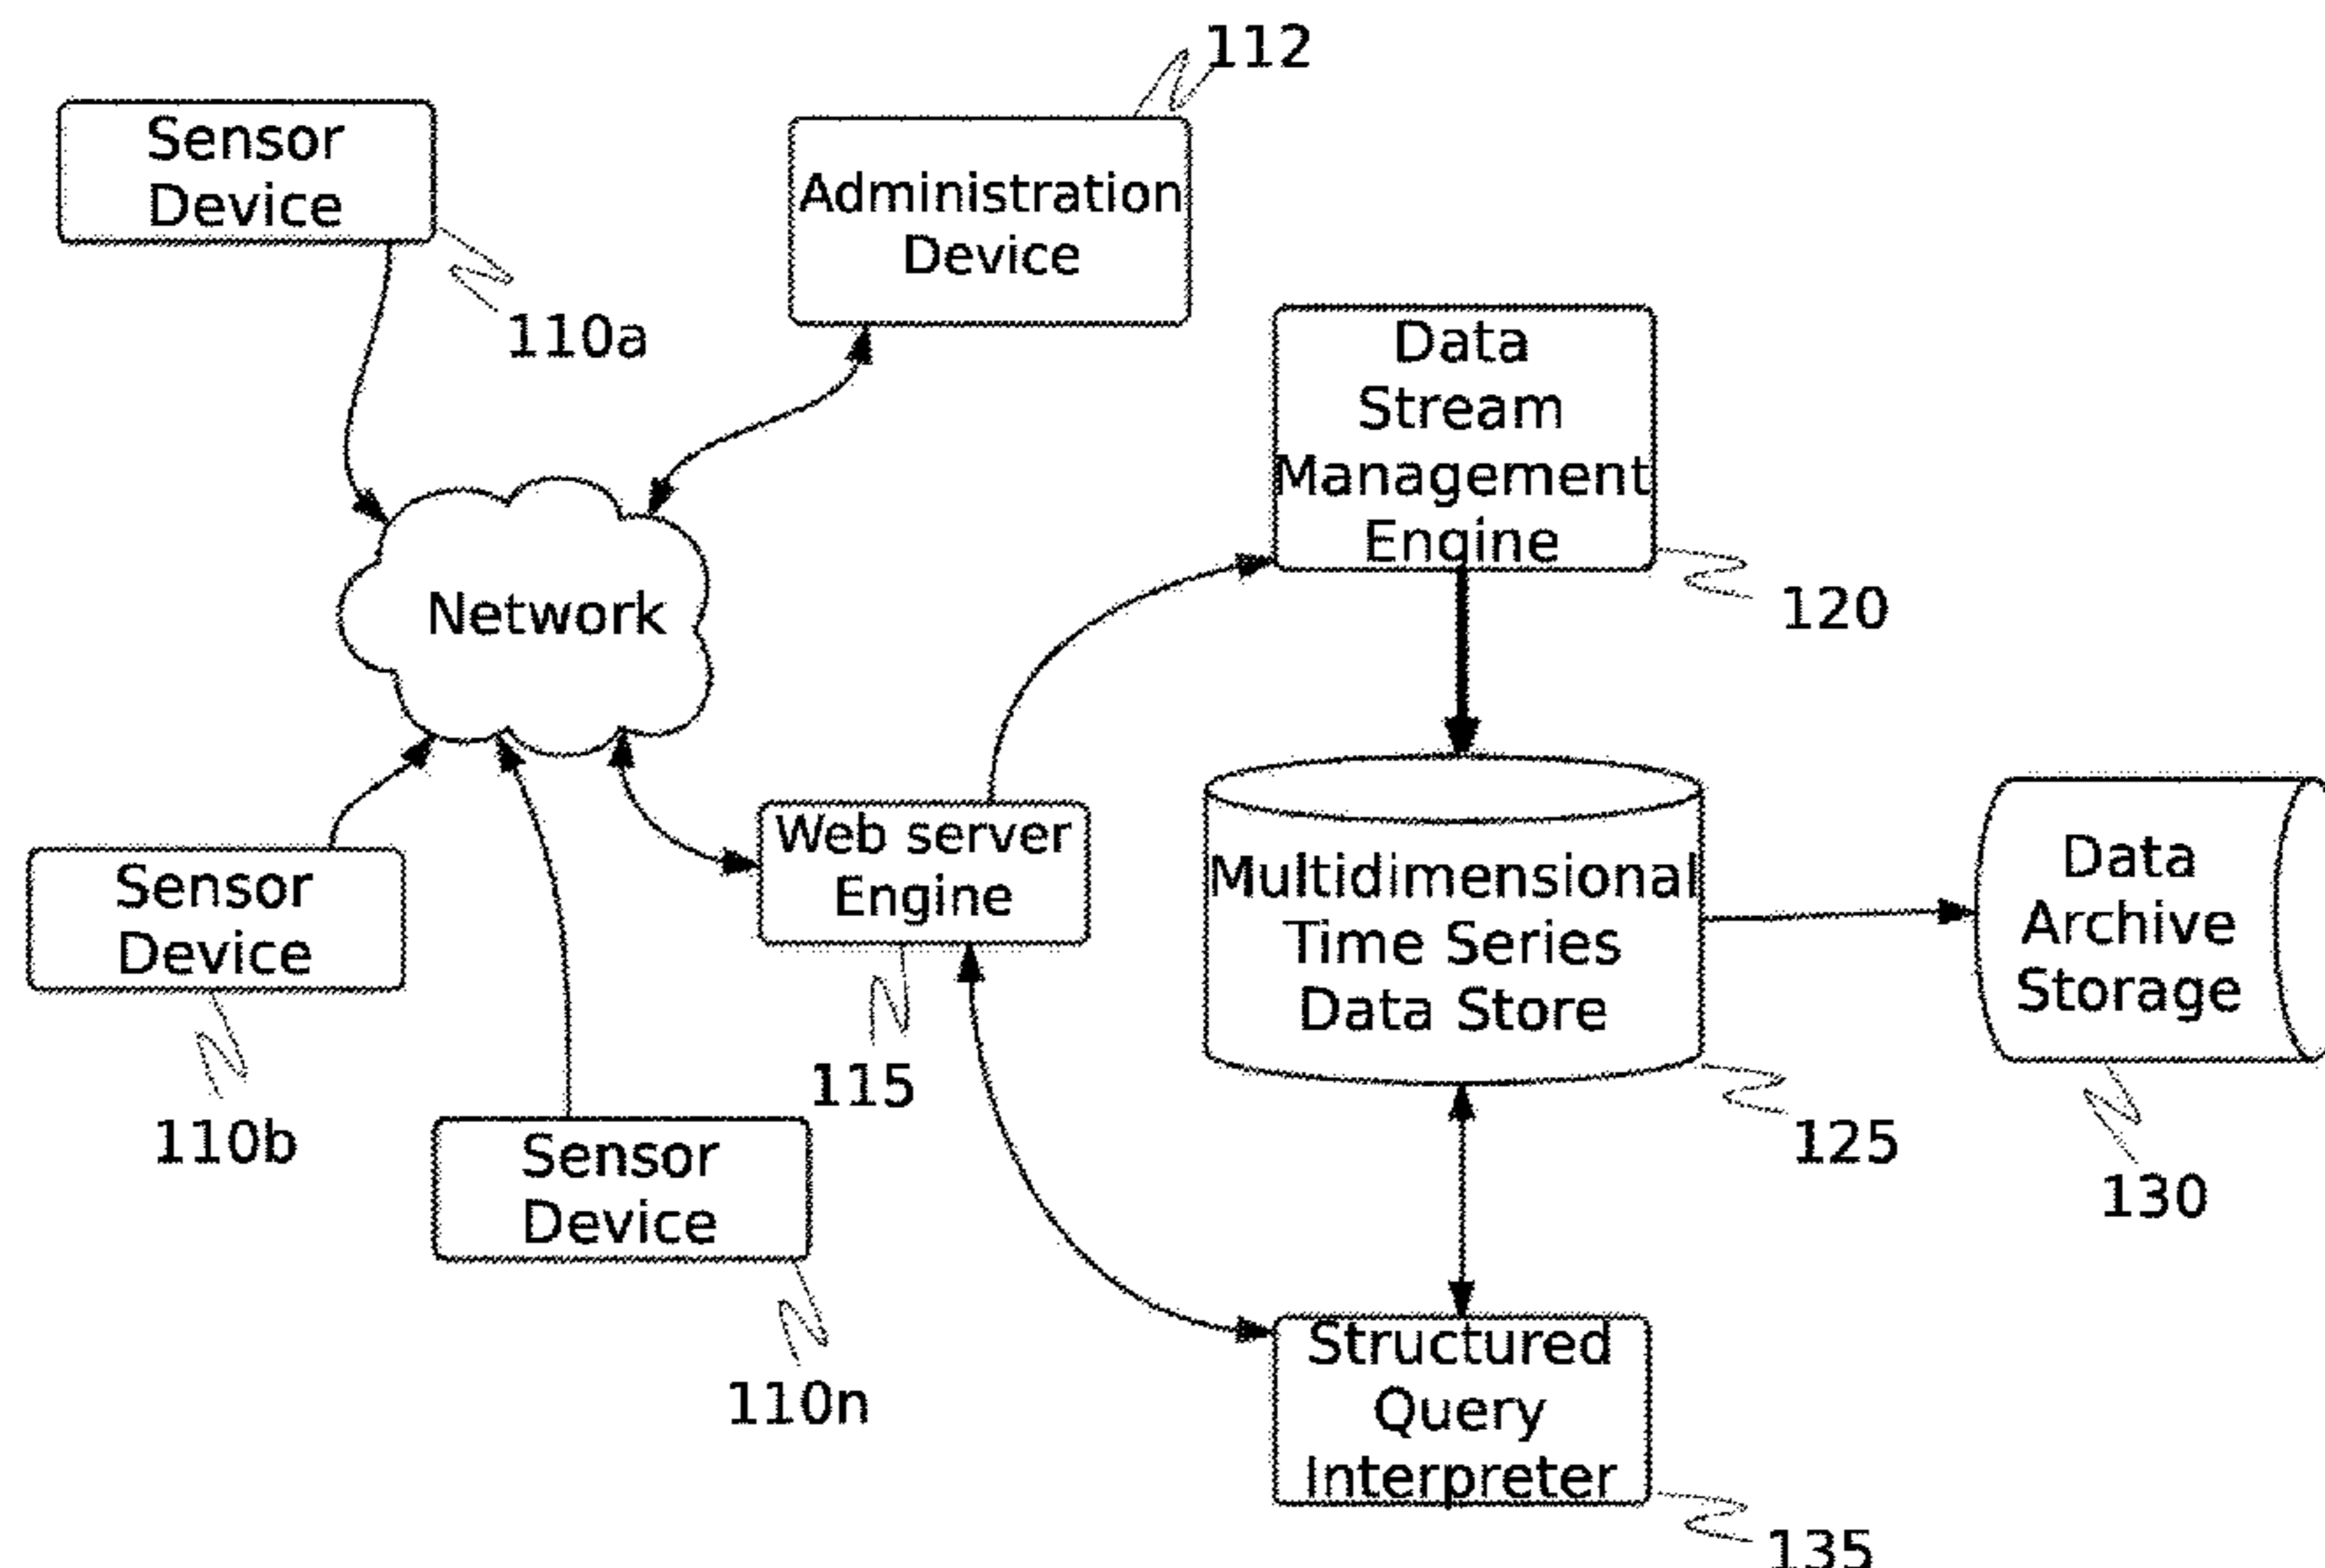 112
Sensor
Device
110a
Administration
Device
Data
Stream
Management
Engine
120
Network
Web server
Engine
115
Sensor
Device
110b
Sensor
Device
110n
Multidimensional
Time Series
Data Store
125
Data
Archive
Storage
130
Structured
Query
Interpreter
135